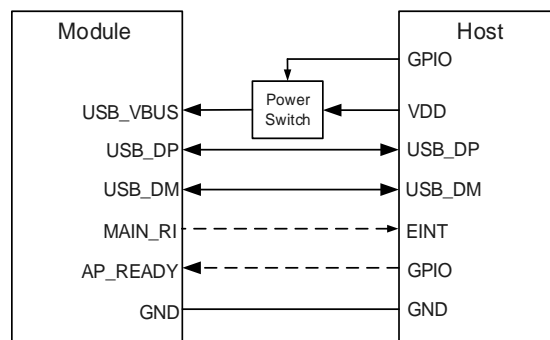 Module
Host
GPIO
Power
Switch
USB_VBUS
VDD
USB_DP
USB_DP
USB_DM
USB_DM
MAIN_RI
EINT
AP_READY
GPIO
GND
GND